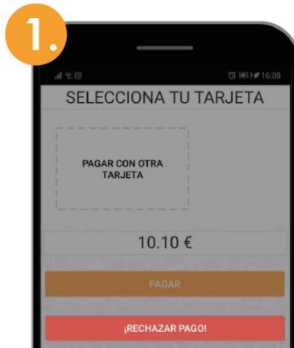 1.
16:08
SELECCIONA TU TARJETA
PAGAR CON OTRA
TARJETA
10.10 €
PAGAR
¡RECHAZAR PAGO!